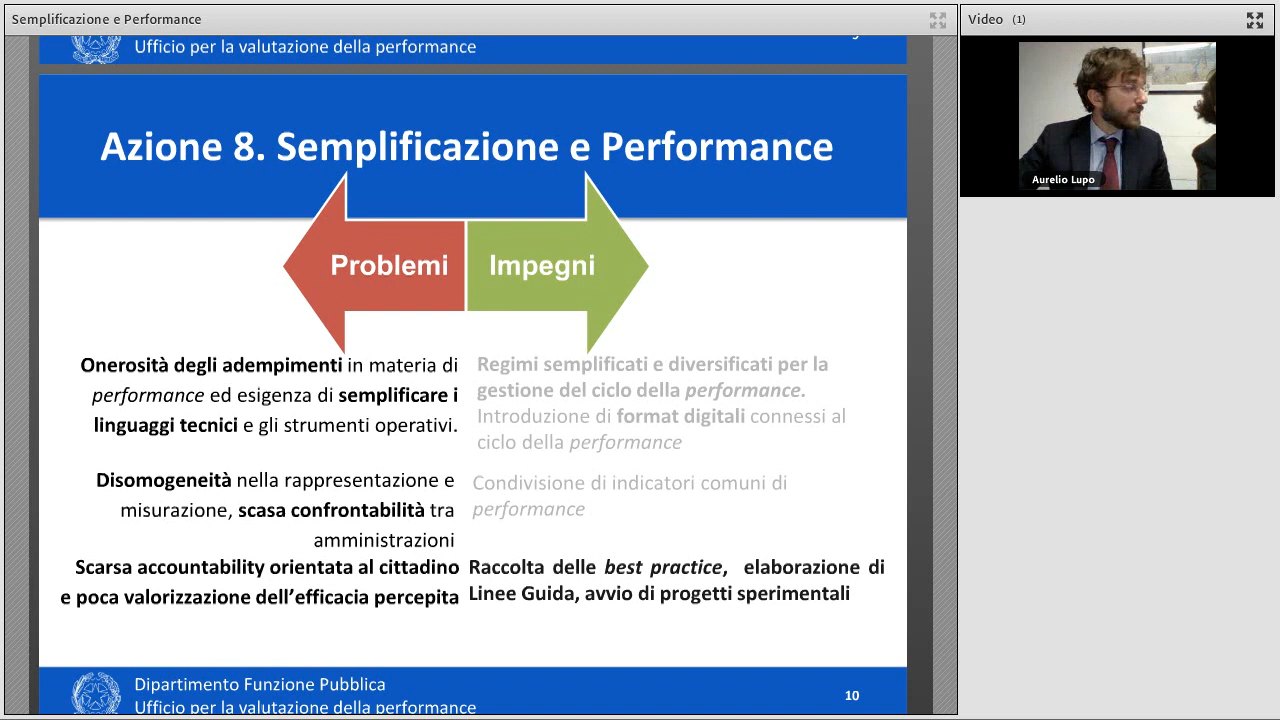 Semplificazione e Performance
Ufficio per la valutazione della performance
Azione 8. Semplificazione e Performance
Problemi
Impegni
Onerosità degli adempimenti in materia di
performance ed esigenza di semplificare i
linguaggi tecnici e gli strumenti operativi.
Regimi semplificati e diversificati per la
gestione del ciclo della performance.
Introduzione di format digitali connessi al
ciclo della performance
Disomogeneità nella rappresentazione e
misurazione, scasa confrontabilità tra
amministrazioni
Condivisione di indicatori comuni di
performance
Scarsa accountability orientata al cittadino
e poca valorizzazione dell’efficacia percepita
Raccolta delle best practice, elaborazione di
Linee Guida, avvio di progetti sperimentali
Dipartimento Funzione Pubblica
Ufficio per la valutazione della performance
10
Video (1)
Aurelio Lupo